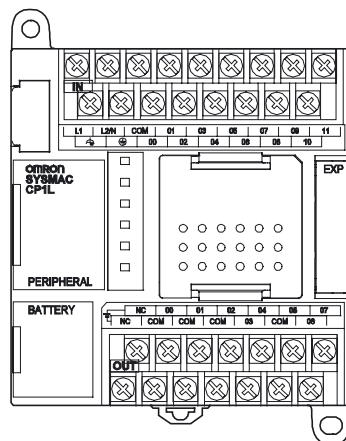 IN
L1 L2/N COM 01 03 05 07 09 11
00 02 04 06 08 10
OMRON
SYSMAC
CP1L
EXP
PERIPHERAL
BATTERY
NC 00 01 02 04 05 07
NC COM COM COM 03 COM 06
OUT